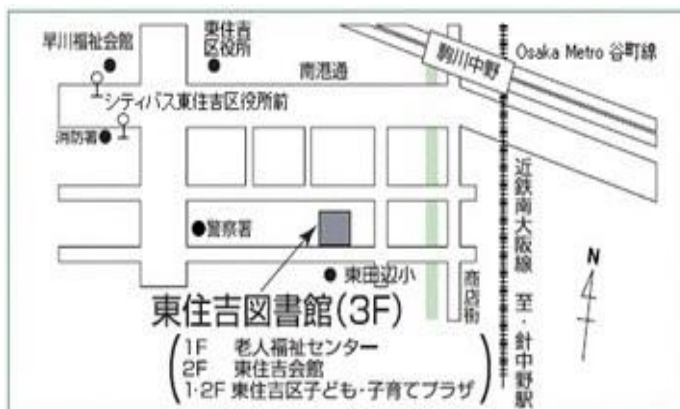 早川福祉会館
東住吉
区役所
南港通
駒川中野
Osaka Metro 谷町線
シティバス東住吉区役所前
消防署
警察署
東田辺小
商店街
近鉄南大阪線 至・針中野駅
N
東住吉図書館(3F)
1F 老人福祉センター
2F 東住吉会館
1・2F 東住吉区子ども・子育てプラザ